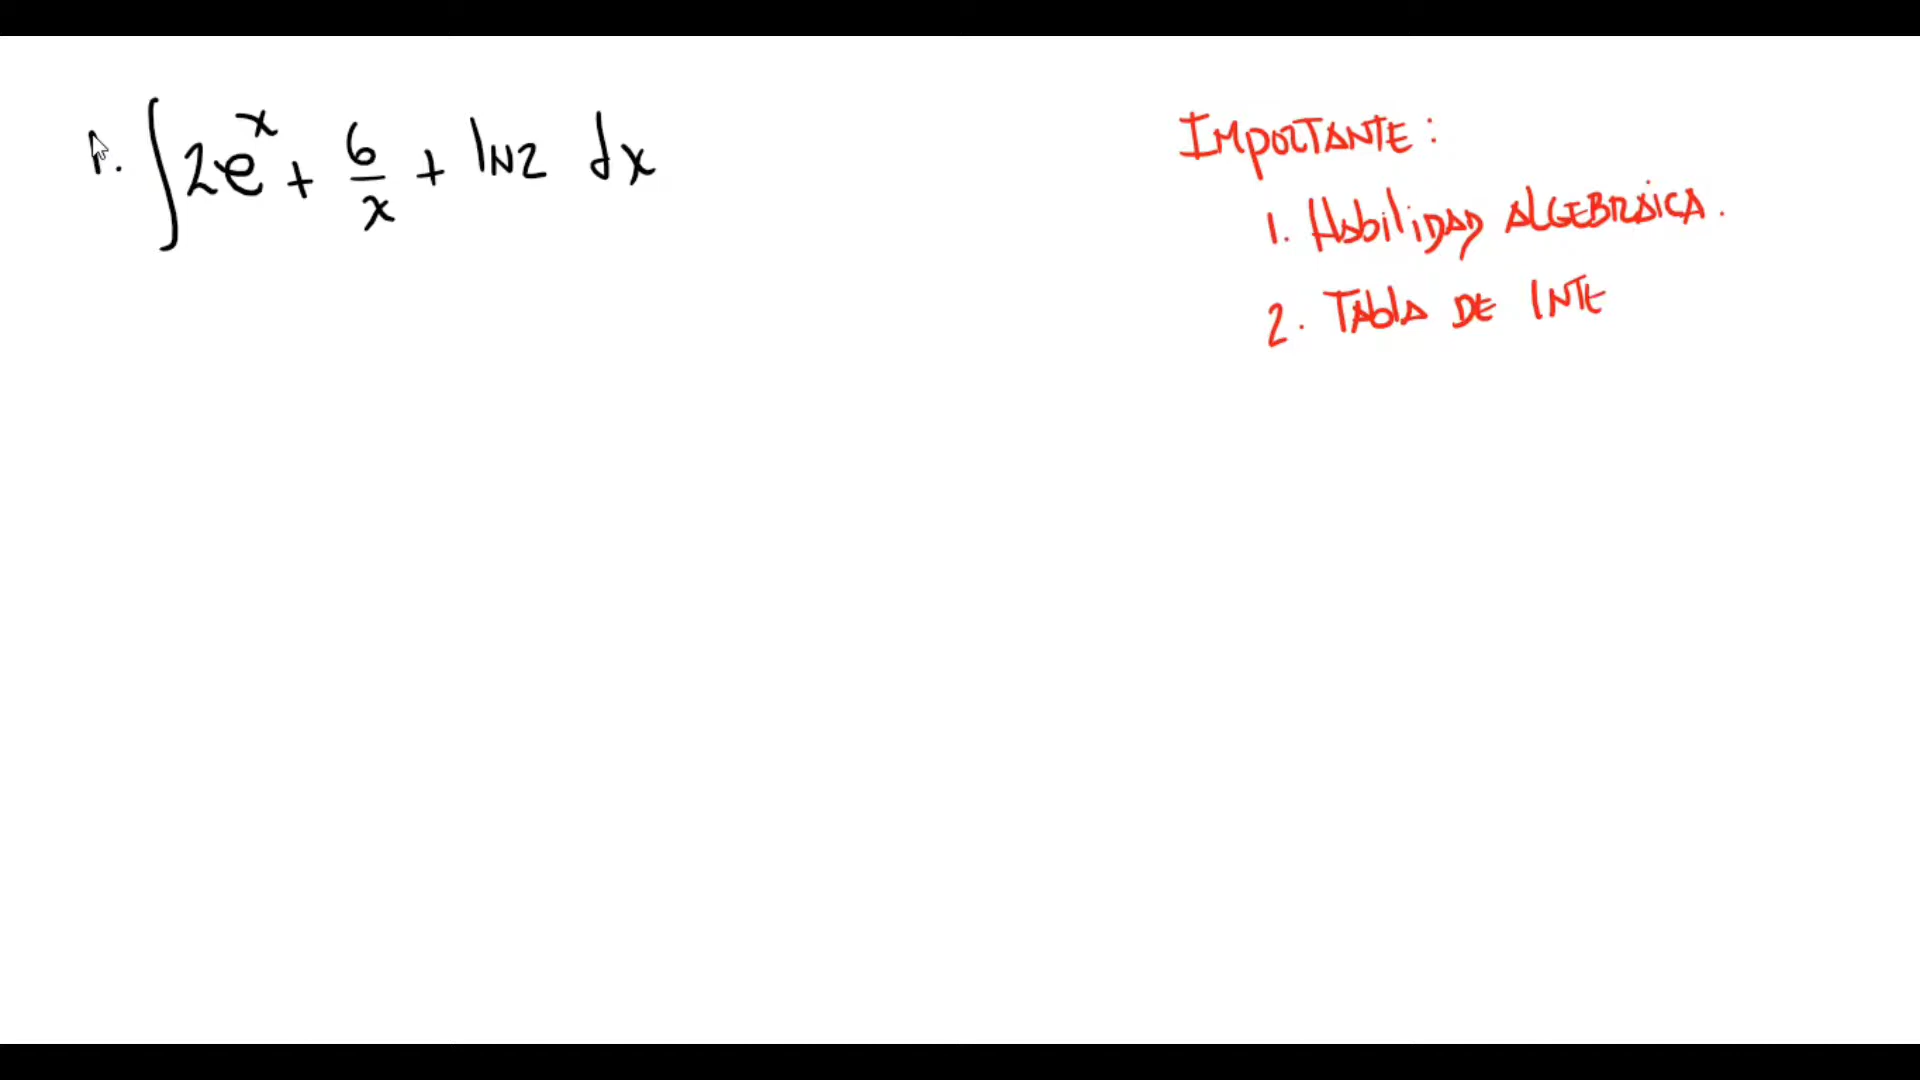 1. ∫ 2e^x + 6/x + ln2 dx
IMPORTANTE:
1. Habilidad ALGEBRAICA.
2. Tabla DE INTE